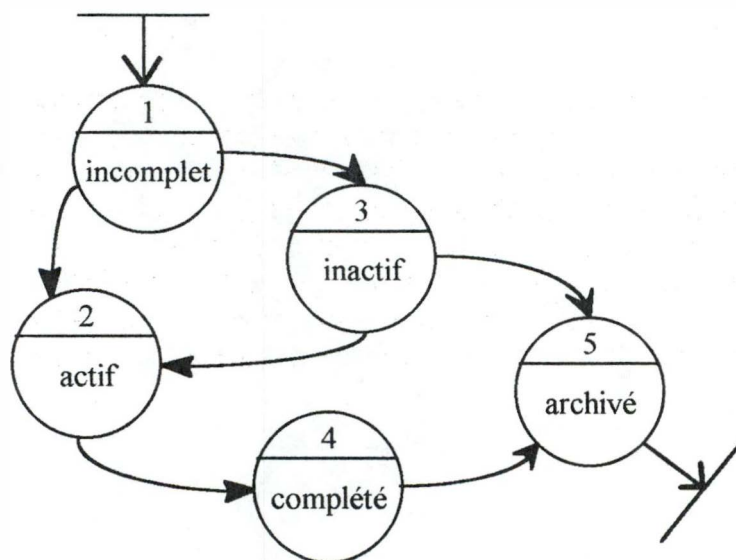 1
incomplet
3
inactif
2
actif
5
archivé
4
complété